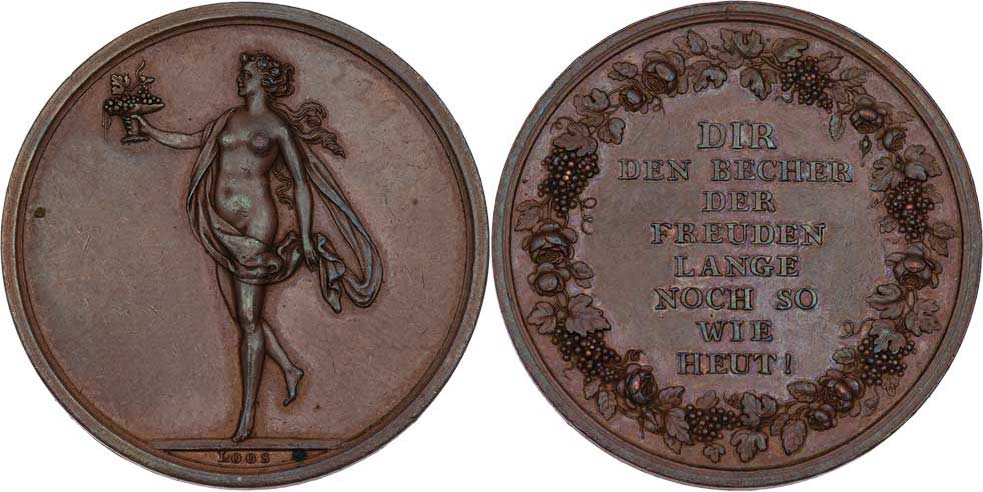 LOOS
DIR
DEN BECHER
DER
FREUDEN
LANGE
NOCH SO
WIE
HEUT!